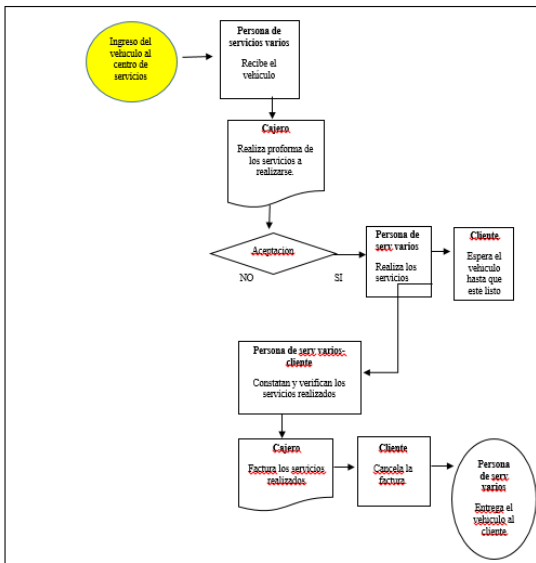 Ingreso del
vehiculo al
centro de
servicios
Persona de
servicios varios
Recibe el
vehículo
Cajero
Realiza proforma de
los servicios a
realizarse.
Aceptacion
NO
SI
Persona de
serv varios
Realiza los
servicios
Cliente
Espera el
vehiculo
hasta que
este listo
Persona de serv varios-
cliente
Constatan y verifican los
servicios realizados
Cajero
Factura los servicios
realizados.
Cliente
Cancela la
factura.
Persona
de serv.
varios
Entrega el
vehiculo al
cliente.